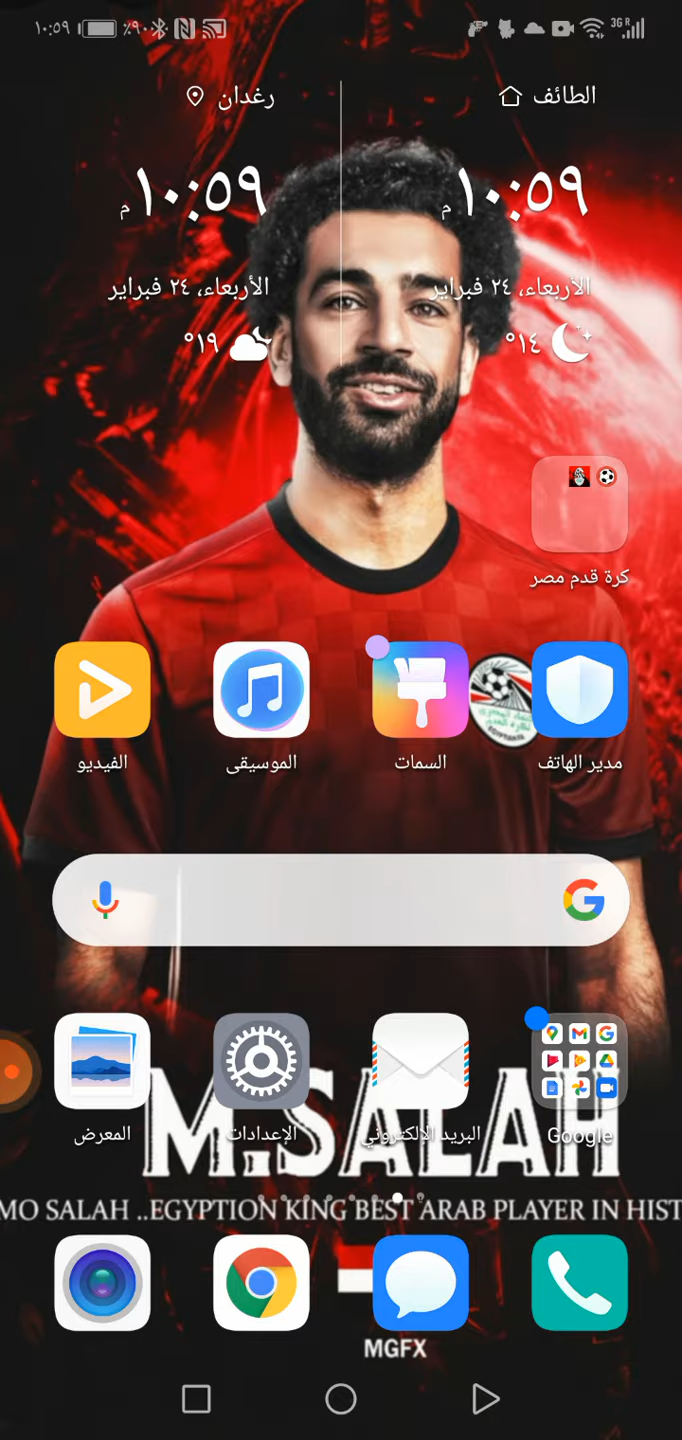 ١٠:٥٩
٪٩٠
3G R
الطائف
رغدان
١٠:٥٩ م
١٠:٥٩ م
الأربعاء، ٢٤ فبراير
الأربعاء، ٢٤ فبراير
١٤°
١٩°
كرة قدم مصر
مدير الهاتف
السمات
الموسيقى
الفيديو
Google
البريد الإلكتروني
الإعدادات
المعرض
M.SALAH
MO SALAH ..EGYPTION KING BEST ARAB PLAYER IN HIST
MGFX